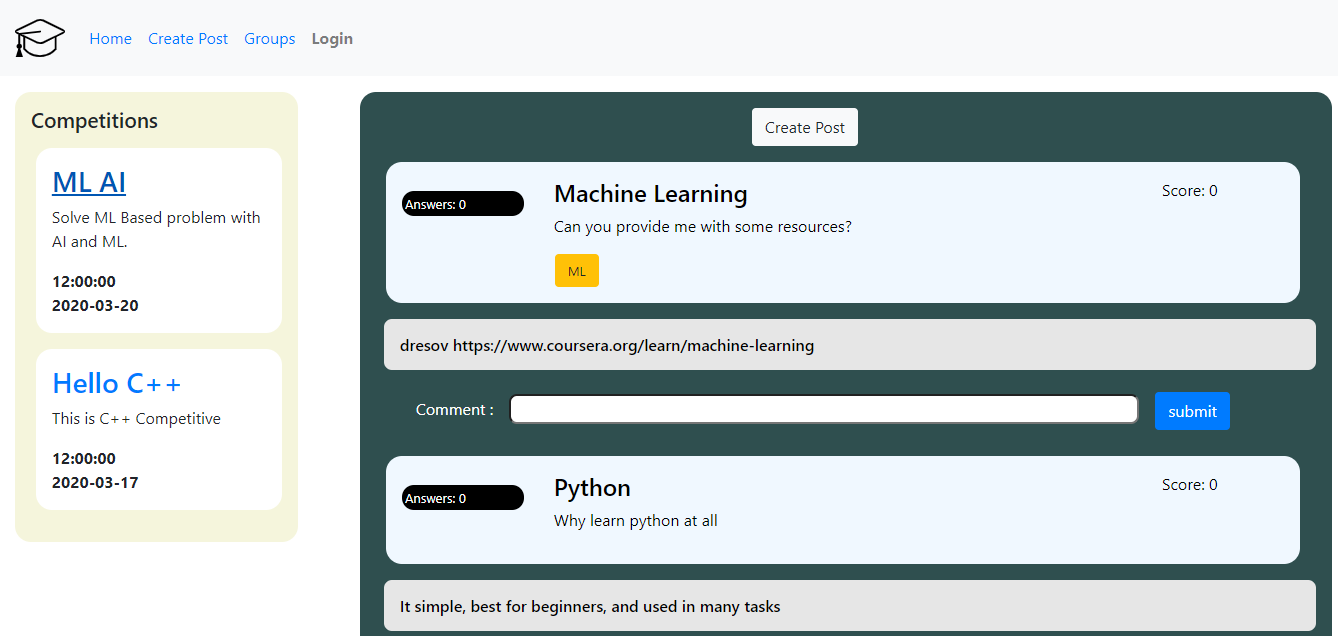 Home Create Post Groups Login
Competitions
ML AI
Solve ML Based problem with
AI and ML.
12:00:00
2020-03-20
Hello C++
This is C++ Competitive
12:00:00
2020-03-17
Create Post
Answers: 0
Machine Learning
Score: 0
Can you provide me with some resources?
ML
dresov https://www.coursera.org/learn/machine-learning
Comment : submit
Answers: 0
Python
Score: 0
Why learn python at all
It simple, best for beginners, and used in many tasks